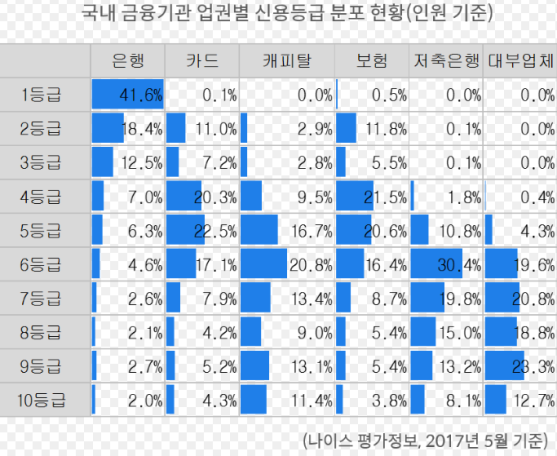 국내 금융기관 업권별 신용등급 분포 현황(인원 기준)
은행 카드 캐피탈 보험 저축은행 대부업체
1등급 41.6% 0.1% 0.0% 0.5% 0.0% 0.0%
2등급 18.4% 11.0% 2.9% 11.8% 0.1% 0.0%
3등급 12.5% 7.2% 2.8% 5.5% 0.1% 0.0%
4등급 7.0% 20.3% 9.5% 21.5% 1.8% 0.4%
5등급 6.3% 22.5% 16.7% 20.6% 10.8% 4.3%
6등급 4.6% 17.1% 20.8% 16.4% 30.4% 19.6%
7등급 2.6% 7.9% 13.4% 8.7% 19.8% 20.8%
8등급 2.1% 4.2% 9.0% 5.4% 15.0% 18.8%
9등급 2.7% 5.2% 13.1% 5.4% 13.2% 23.3%
10등급 2.0% 4.3% 11.4% 3.8% 8.1% 12.7%
(나이스 평가정보, 2017년 5월 기준)